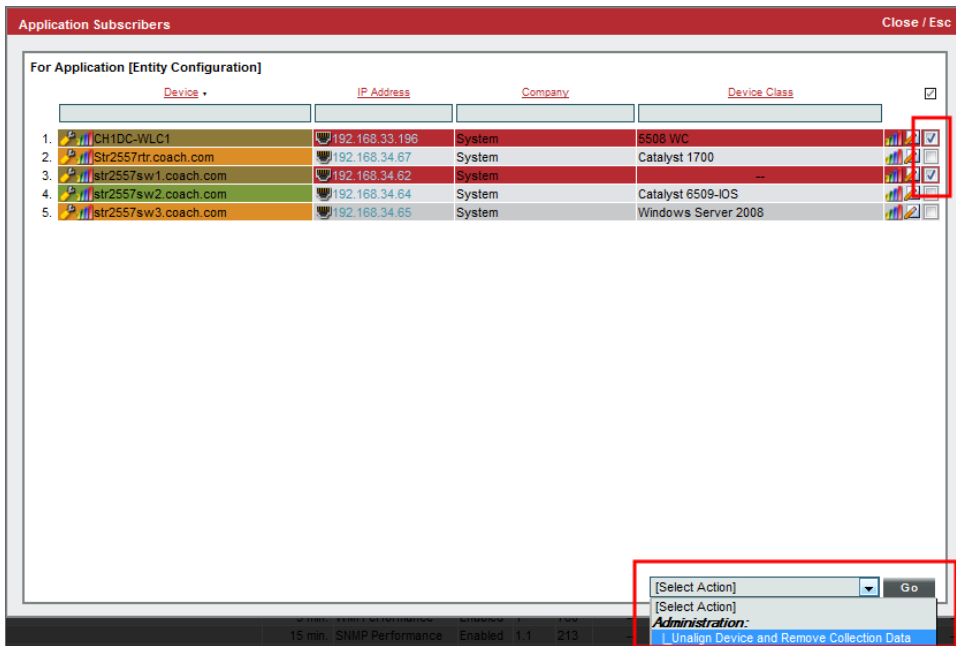 Application Subscribers Close / Esc
For Application [Entity Configuration]
Device IP Address Company Device Class
1. CH1DC-WLC1 192.168.33.196 System 5508 WC
2. Str2557rtr.coach.com 192.168.34.67 System Catalyst 1700
3. str2557sw1.coach.com 192.168.34.62 System --
4. str2557sw2.coach.com 192.168.34.64 System Catalyst 6509-IOS
5. str2557sw3.coach.com 192.168.34.65 System Windows Server 2008
[Select Action] Go
[Select Action]
Administration:
15 min. SNMP Performance Enabled 1.1 213 Unalign Device and Remove Collection Data